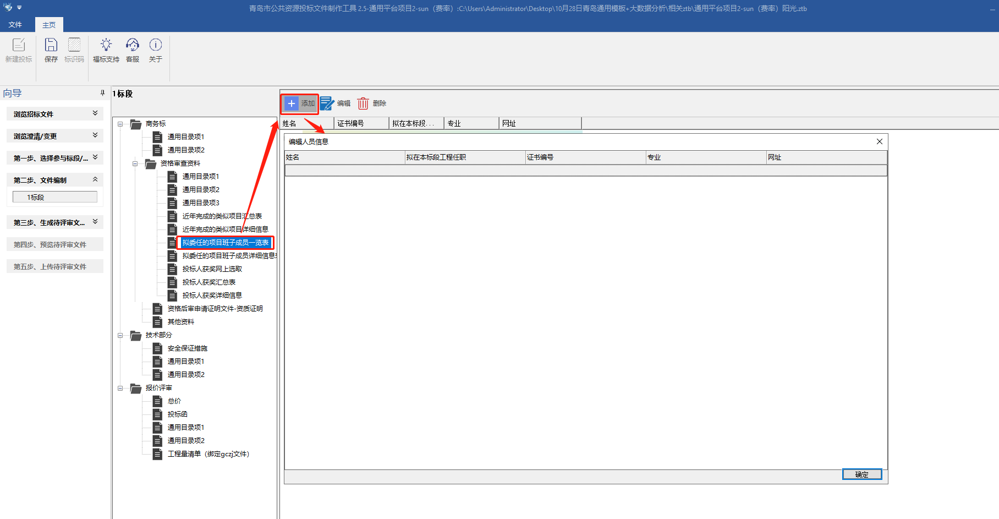 青岛市公共资源投标文件制作工具 2.5-通用平台项目2-sun（费率）:C:\Users\Administrator\Desktop\10月28日青岛通用模板+大数据分析\相关ztb\通用平台项目2-sun（费率）阳光.ztb
文件 主页
新建投标 保存 标识码 福标支持 客服 关于
向导
浏览招标文件
浏览澄清/变更
第一步、选择参与标段/...
第二步、文件编制
1标段
第三步、生成待评审文...
第四步、预览待评审文件
第五步、上传待评审文件
1标段
商务标
通用目录项1
通用目录项2
资格审查资料
通用目录项1
通用目录项2
通用目录项3
近年完成的类似项目汇总表
近年完成的类似项目详细信息
拟委任的项目班子成员一览表
拟委任的项目班子成员详细信息
投标人获奖网上选取
投标人获奖汇总表
投标人获奖详细信息
资格后审申请证明文件-资质证明
其他资料
技术部分
安全保证措施
通用目录项1
通用目录项2
报价评审
总价
投标函
通用目录项1
通用目录项2
工程量清单（绑定gczj文件）
添加 编辑 删除
姓名 证书编号 拟在本标段... 专业 网址
编辑人员信息
姓名 拟在本标段工程任职 证书编号 专业 网址
确定